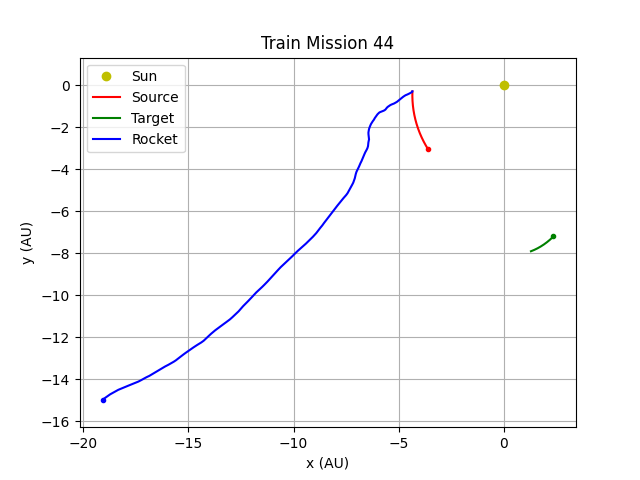 Train Mission 44
Sun
Source
Target
Rocket
0
−2
−4
−6
−8
−10
−12
−14
−16
y (AU)
−20
−15
−10
−5
0
x (AU)